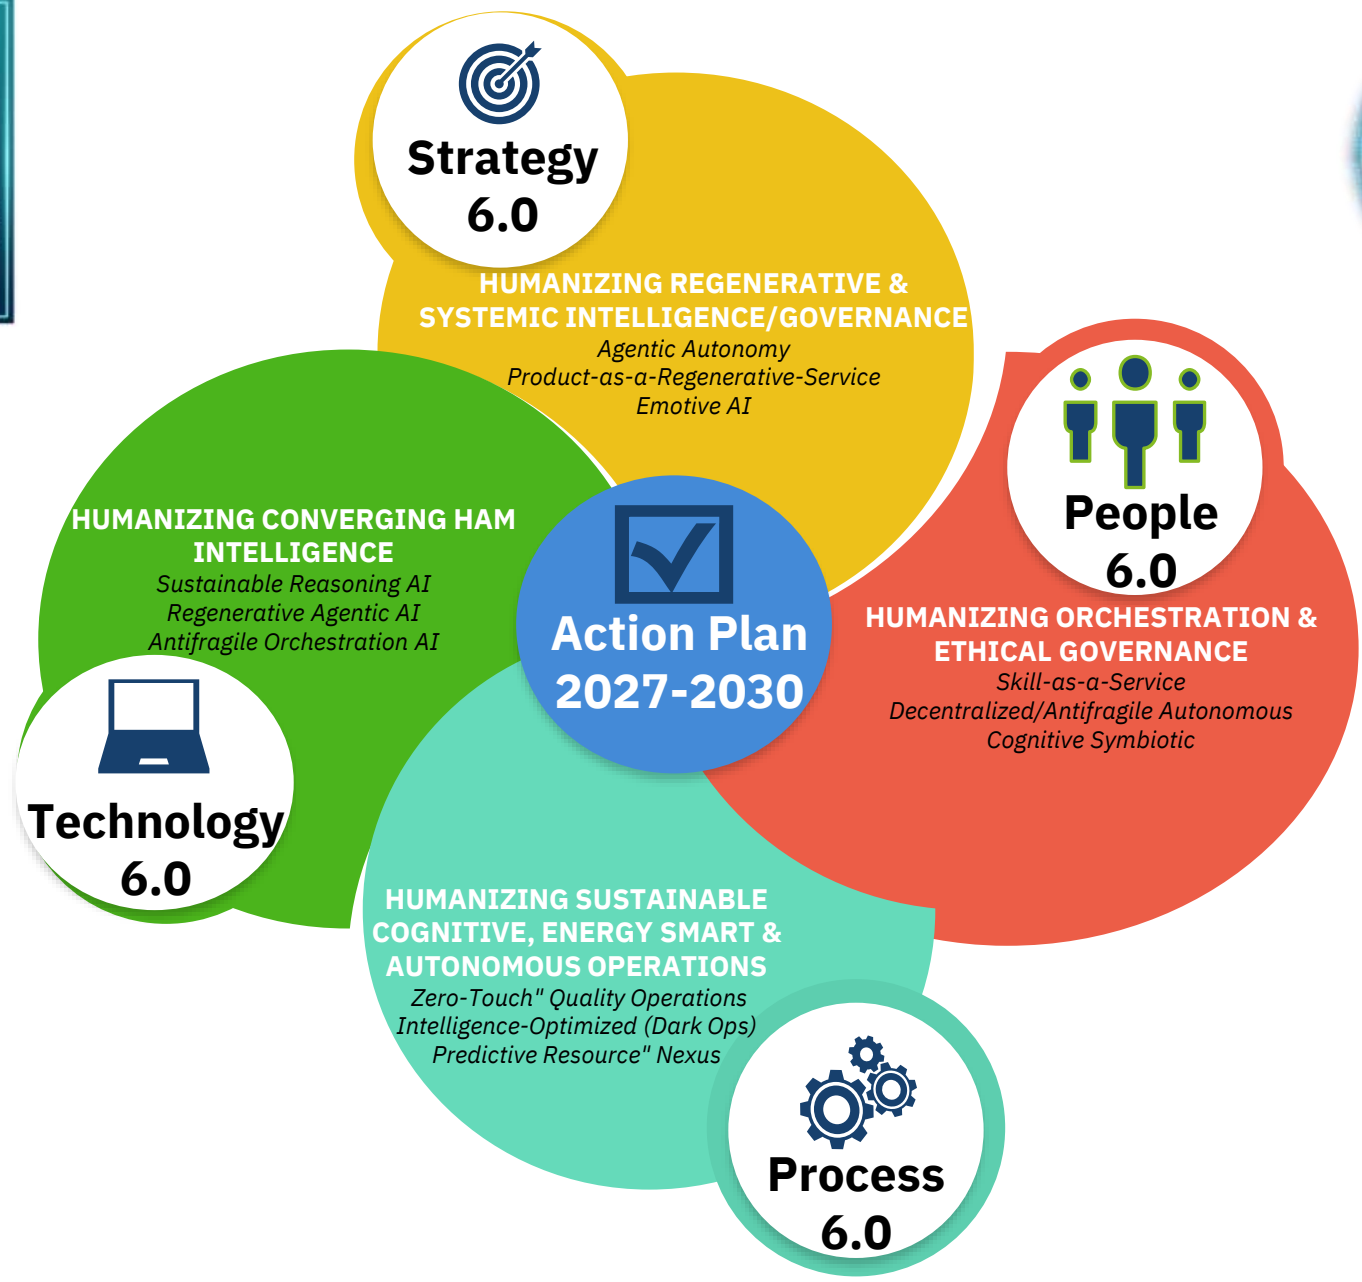 Strategy
6.0
HUMANIZING REGENERATIVE &
SYSTEMIC INTELLIGENCE/GOVERNANCE
Agentic Autonomy
Product-as-a-Regenerative-Service
Emotive AI
People
6.0
HUMANIZING ORCHESTRATION &
ETHICAL GOVERNANCE
Skill-as-a-Service
Decentralized/Antifragile Autonomous
Cognitive Symbiotic
HUMANIZING CONVERGING HAM
INTELLIGENCE
Sustainable Reasoning AI
Regenerative Agentic AI
Antifragile Orchestration AI
Technology
6.0
Action Plan
2027-2030
HUMANIZING SUSTAINABLE
COGNITIVE, ENERGY SMART &
AUTONOMOUS OPERATIONS
Zero-Touch" Quality Operations
Intelligence-Optimized (Dark Ops)
Predictive Resource" Nexus
Process
6.0